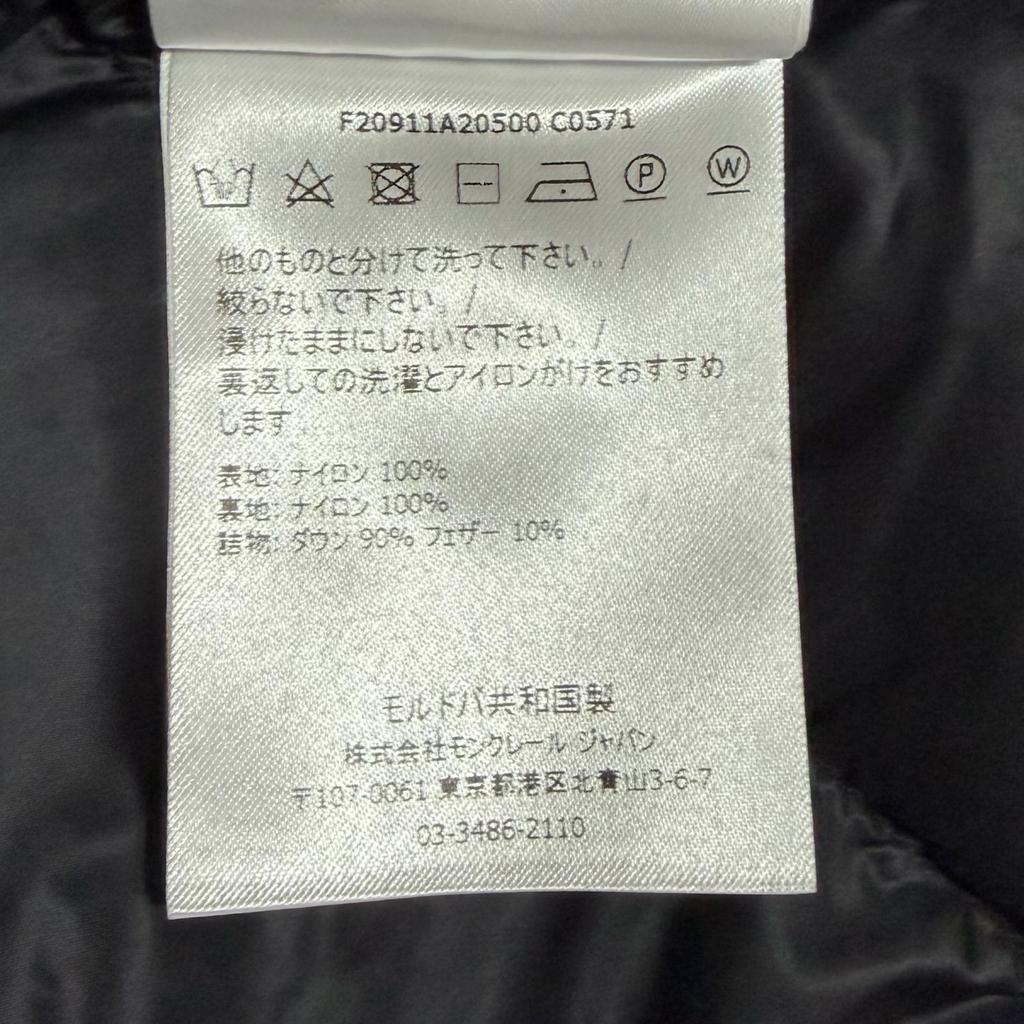 F20911A20500 C0571
P W
他のものと分けて洗って下さい。/
絞らないで下さい。/
浸けたままにしないで下さい。/
裏返しての洗濯とアイロンがけをおすすめ
します.
表地: ナイロン 100%
裏地: ナイロン 100%
詰物: ダウン 90% フェザー 10%
モルドバ共和国製
株式会社モンクレール ジャパン
〒107-0061 東京都港区北青山3-6-7
03-3486-2110